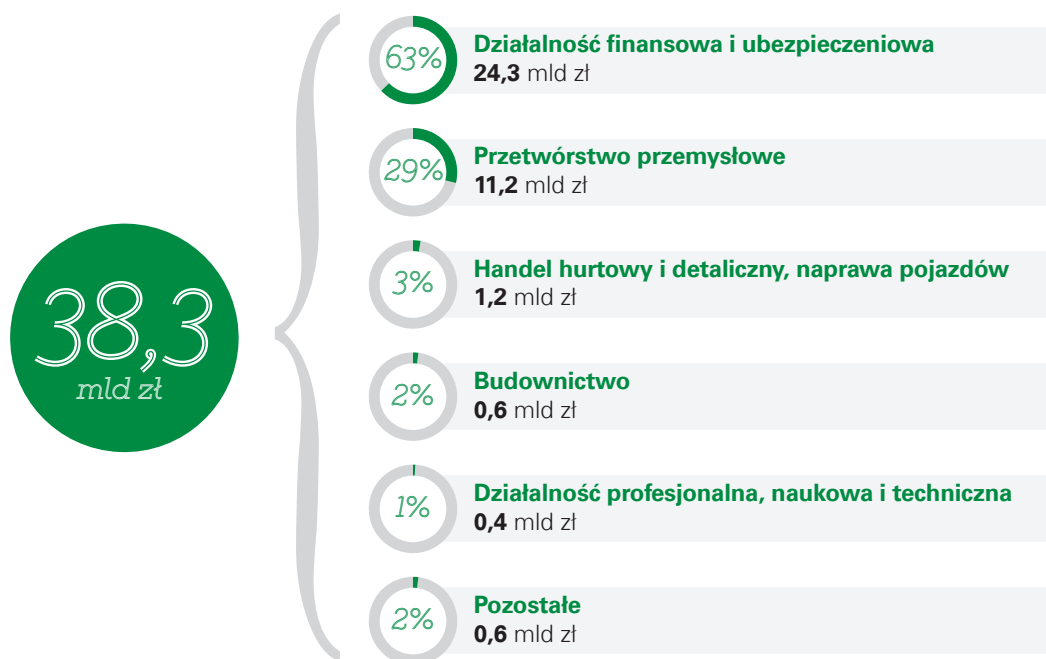 38,3
mld zł
63%
Działalność finansowa i ubezpieczeniowa
24,3 mld zł
29%
Przetwórstwo przemysłowe
11,2 mld zł
3%
Handel hurtowy i detaliczny, naprawa pojazdów
1,2 mld zł
2%
Budownictwo
0,6 mld zł
1%
Działalność profesjonalna, naukowa i techniczna
0,4 mld zł
2%
Pozostałe
0,6 mld zł